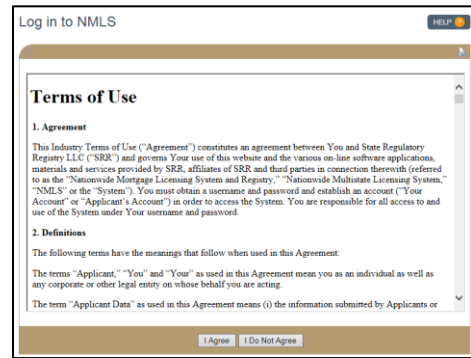 Log in to NMLS
HELP ?
Terms of Use
1. Agreement
This Industry Terms of Use (“Agreement”) constitutes an agreement between You and State Regulatory
Registry LLC (“SRR”) and governs Your use of this website and the various on-line software applications,
materials and services provided by SRR, affiliates of SRR and third parties in connection therewith (referred
to as the “Nationwide Mortgage Licensing System and Registry,” “Nationwide Multistate Licensing System,”
“NMLS” or the “System”). You must obtain a username and password and establish an account (“Your
Account” or “Applicant’s Account”) in order to access the System. You are responsible for all access to and
use of the System under Your username and password.
2. Definitions
The following terms have the meanings that follow when used in this Agreement:
The terms “Applicant,” “You” and “Your” as used in this Agreement mean you as an individual as well as
any corporate or other legal entity on whose behalf you are acting.
The term “Applicant Data” as used in this Agreement means (i) the information submitted by Applicants or
I Agree I Do Not Agree